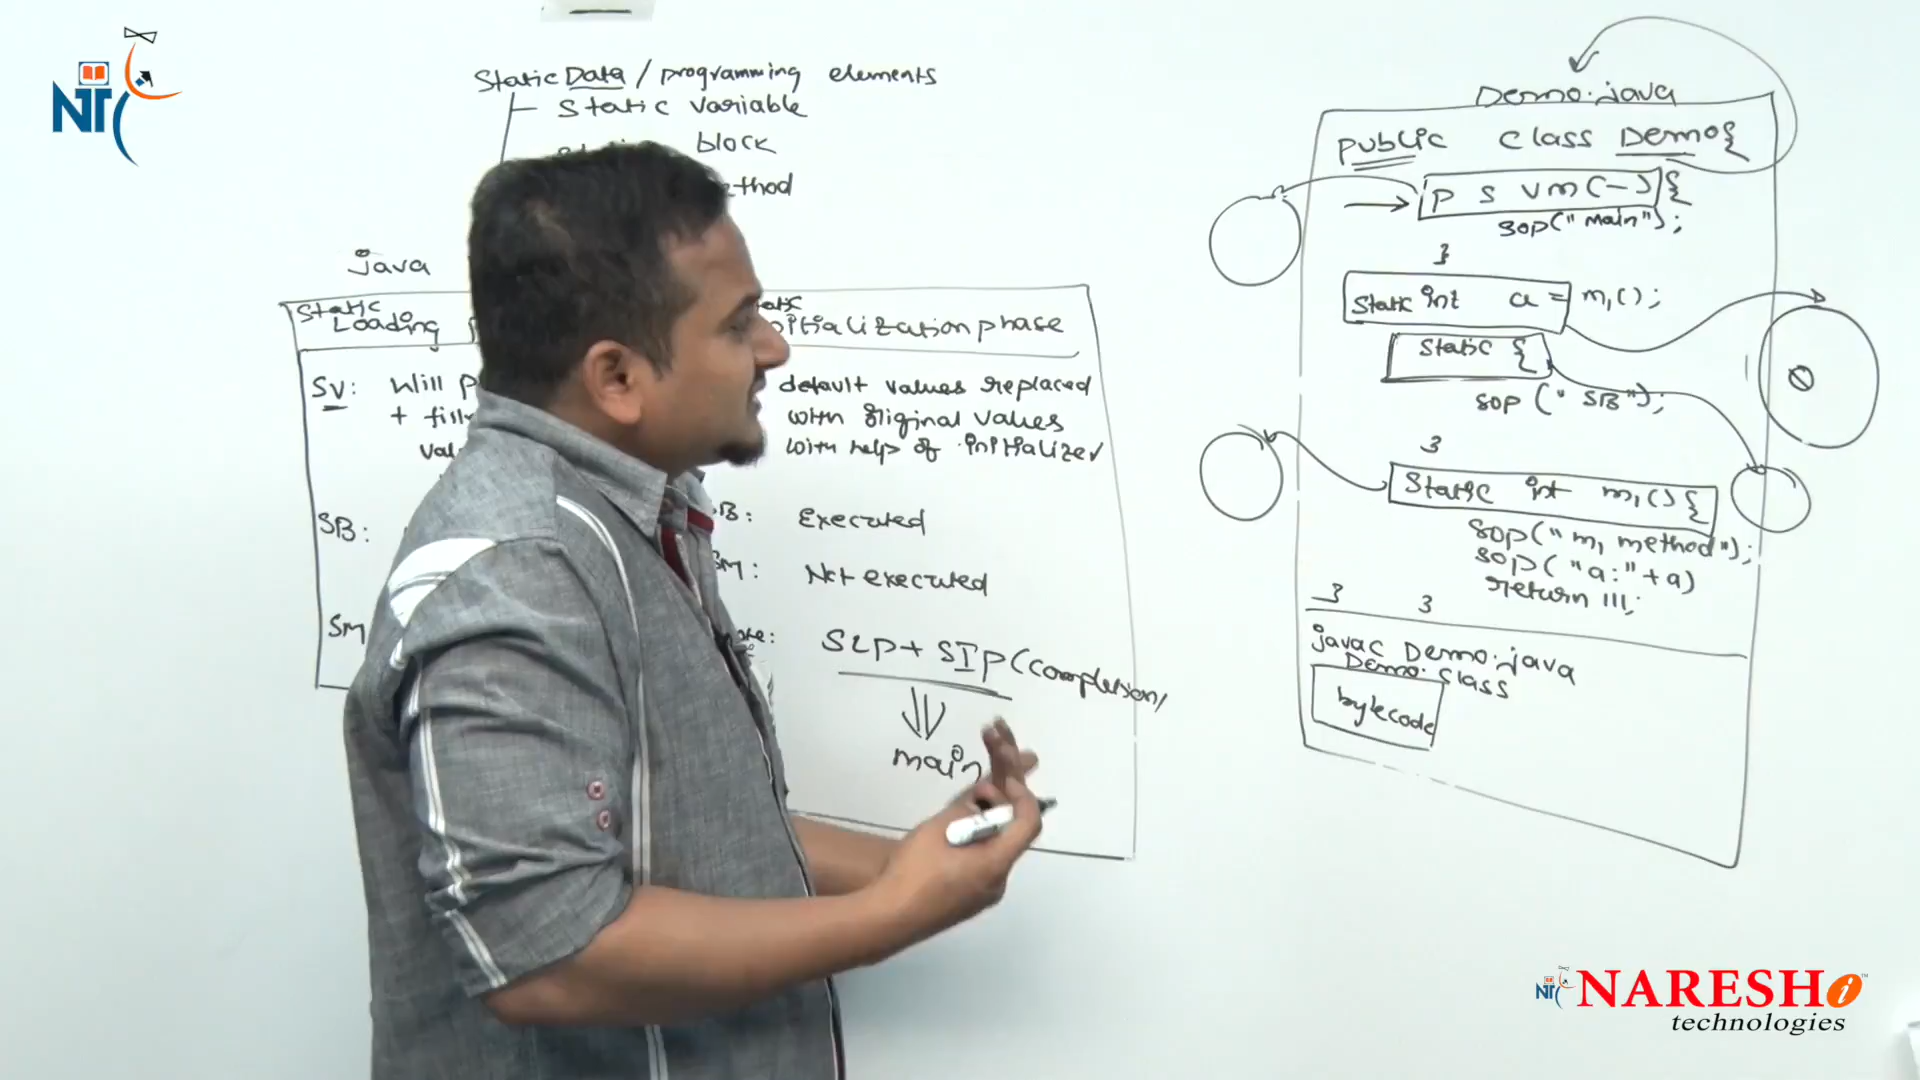 NT
Static Data / programming elements
Static variable
block
java
Static
Loading
initialization phase
SV: Will
default values replaced
with original values
with help of initializer
SB:
SB: Executed
SM: Not executed
SM
SLP + SIP (completion)
main
Demo.java
public class Demo{
p s vm(-){
sop("main");
}
static int a = m1();
Static {
sop("SB");
}
Static int m1(){
sop("m1 method");
sop("a:"+a)
return 111;
} }
javac Demo.java
Demo.class
bytecode
NARESH i
technologies